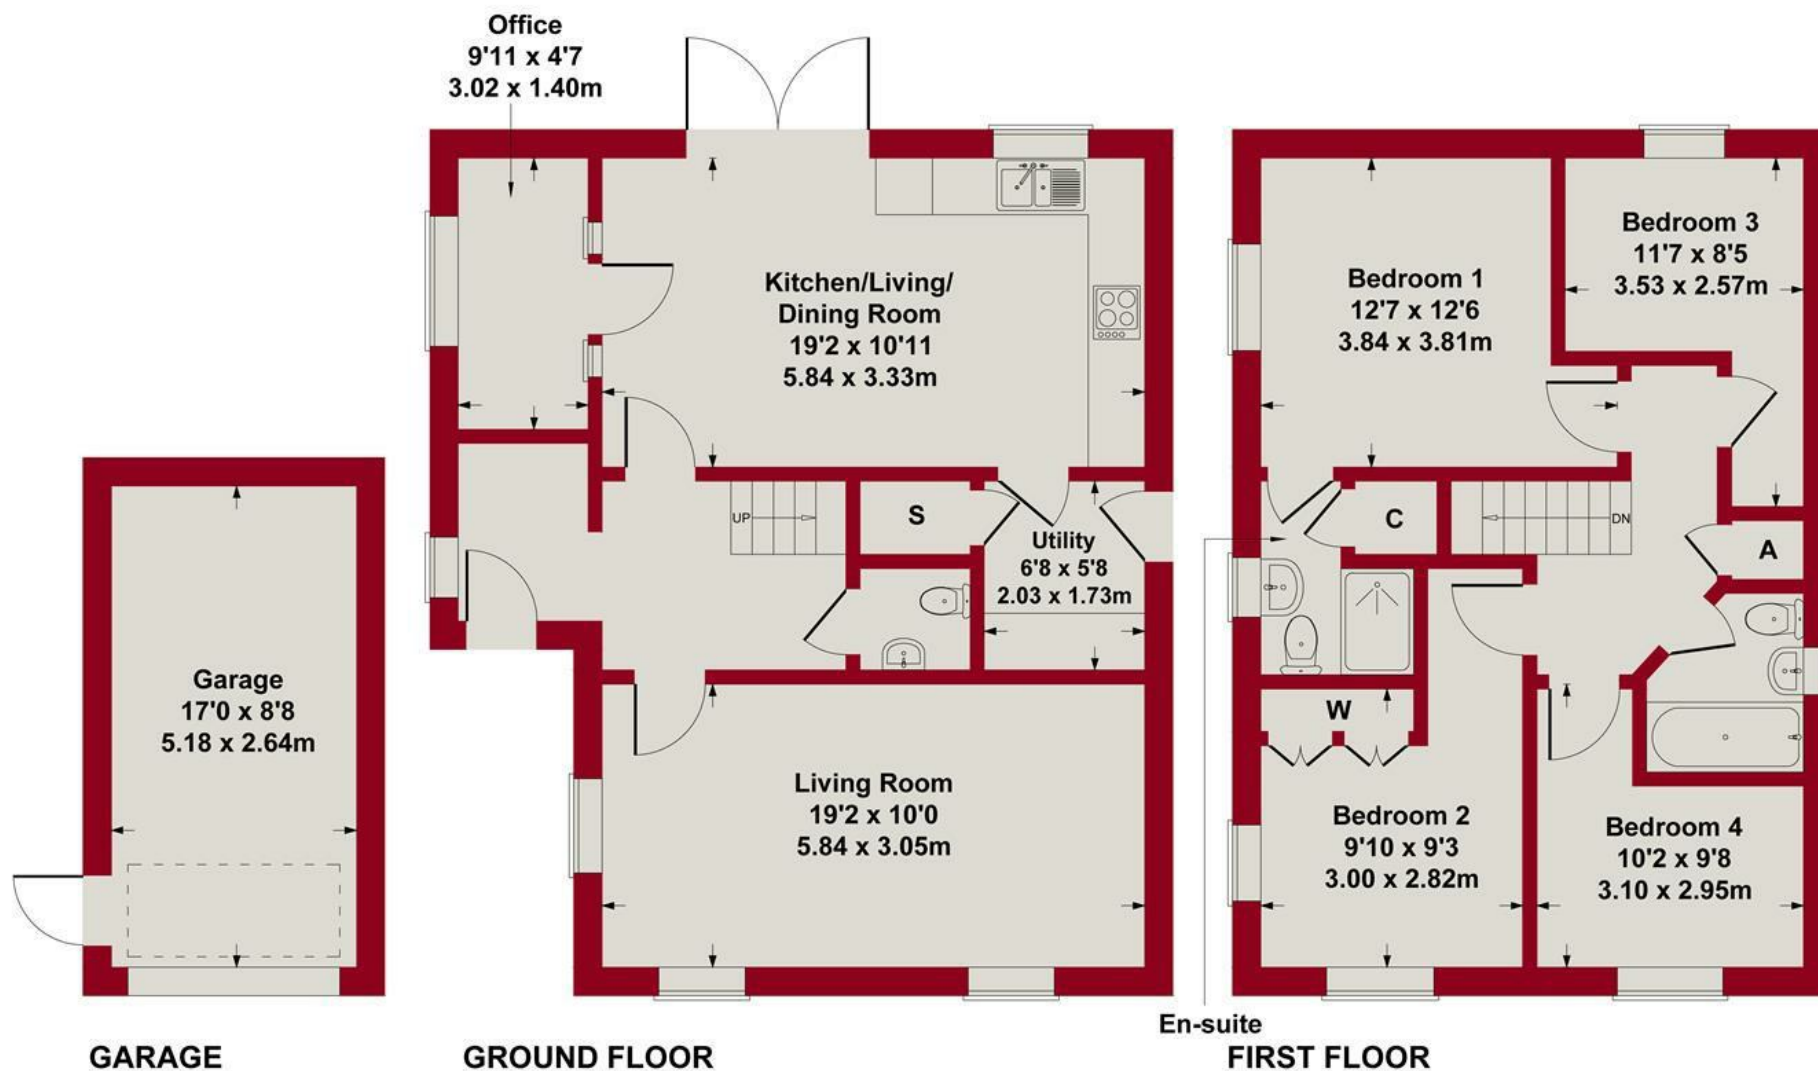 Office
9'11 x 4'7
3.02 x 1.40m
Kitchen/Living/
Dining Room
19'2 x 10'11
5.84 x 3.33m
UP
S
Utility
6'8 x 5'8
2.03 x 1.73m
Living Room
19'2 x 10'0
5.84 x 3.05m
Garage
17'0 x 8'8
5.18 x 2.64m
Bedroom 1
12'7 x 12'6
3.84 x 3.81m
Bedroom 3
11'7 x 8'5
3.53 x 2.57m
C
DN
A
W
Bedroom 2
9'10 x 9'3
3.00 x 2.82m
Bedroom 4
10'2 x 9'8
3.10 x 2.95m
En-suite
GARAGE
GROUND FLOOR
FIRST FLOOR